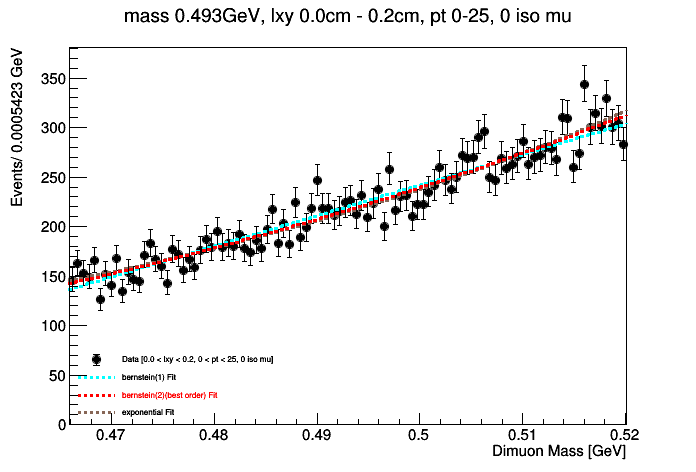 mass 0.493GeV, lxy 0.0cm - 0.2cm, pt 0-25, 0 iso mu
Events/ 0.0005423 GeV
350
300
250
200
150
100
50
0
Data [0.0 < lxy < 0.2, 0 < pt < 25, 0 iso mu]
bernstein(1) Fit
bernstein(2)(best order) Fit
exponential Fit
0.47 0.48 0.49 0.5 0.51 0.52
Dimuon Mass [GeV]